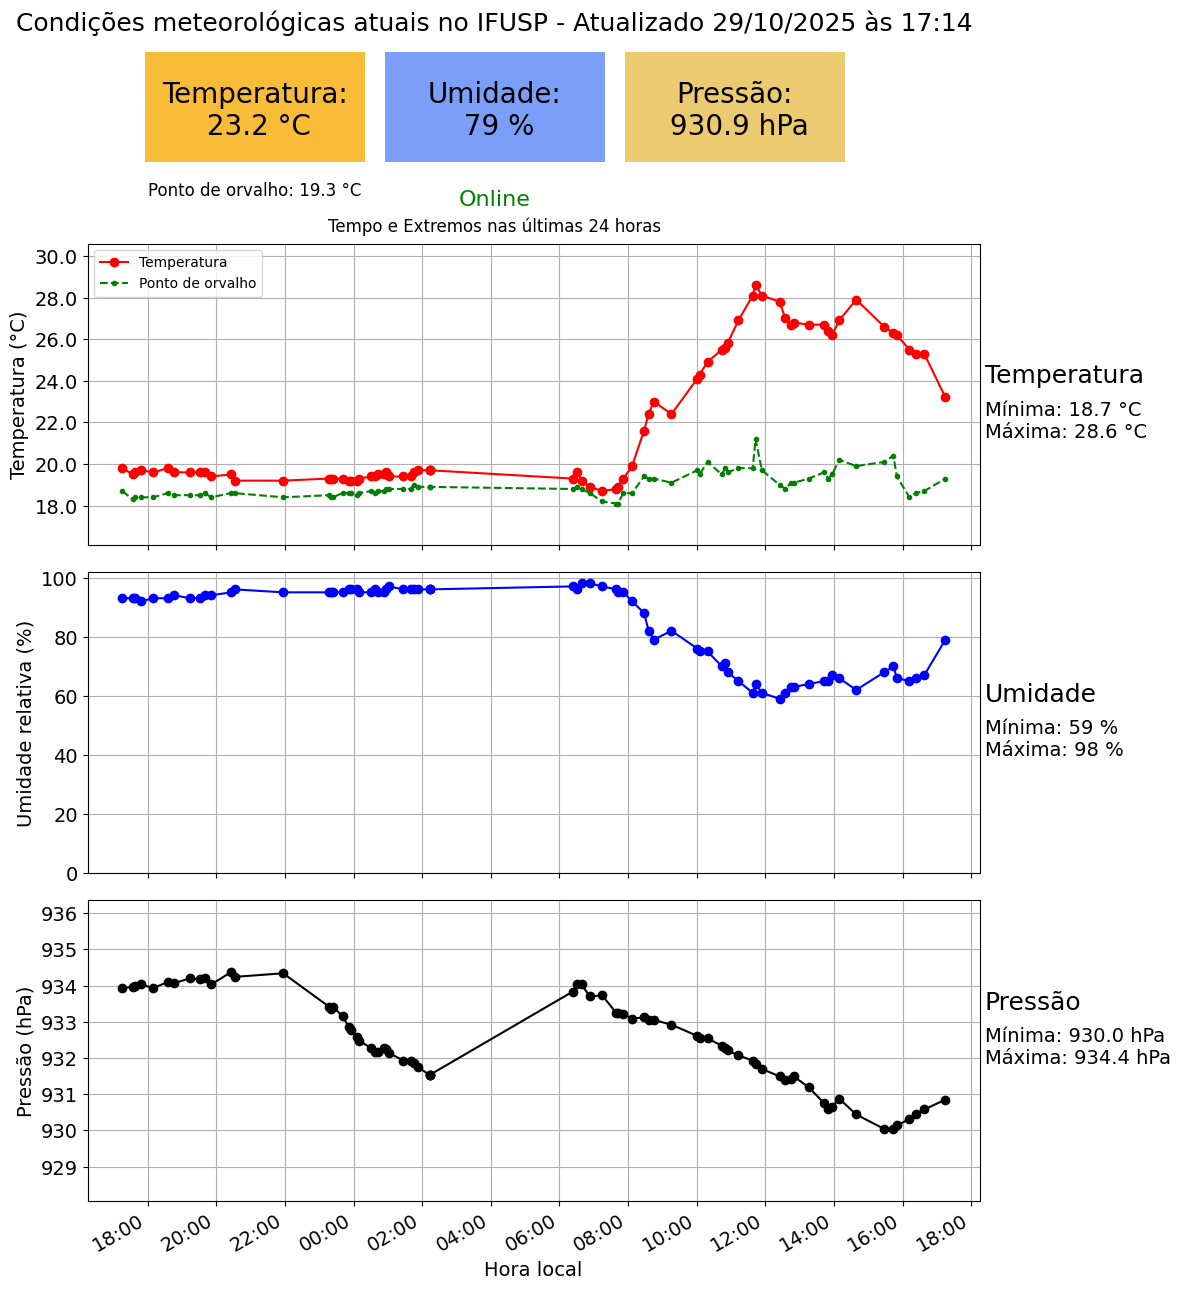 Condições meteorológicas atuais no IFUSP - Atualizado 29/10/2025 às 17:14
Temperatura:
23.2 °C
Umidade:
79 %
Pressão:
930.9 hPa
Ponto de orvalho: 19.3 °C
Online
Tempo e Extremos nas últimas 24 horas
Temperatura
Ponto de orvalho
Temperatura (°C)
30.0
28.0
26.0
24.0
22.0
20.0
18.0
Temperatura
Mínima: 18.7 °C
Máxima: 28.6 °C
Umidade relativa (%)
100
80
60
40
20
0
Umidade
Mínima: 59 %
Máxima: 98 %
Pressão (hPa)
936
935
934
933
932
931
930
929
Pressão
Mínima: 930.0 hPa
Máxima: 934.4 hPa
18:00 20:00 22:00 00:00 02:00 04:00 06:00 08:00 10:00 12:00 14:00 16:00 18:00
Hora local